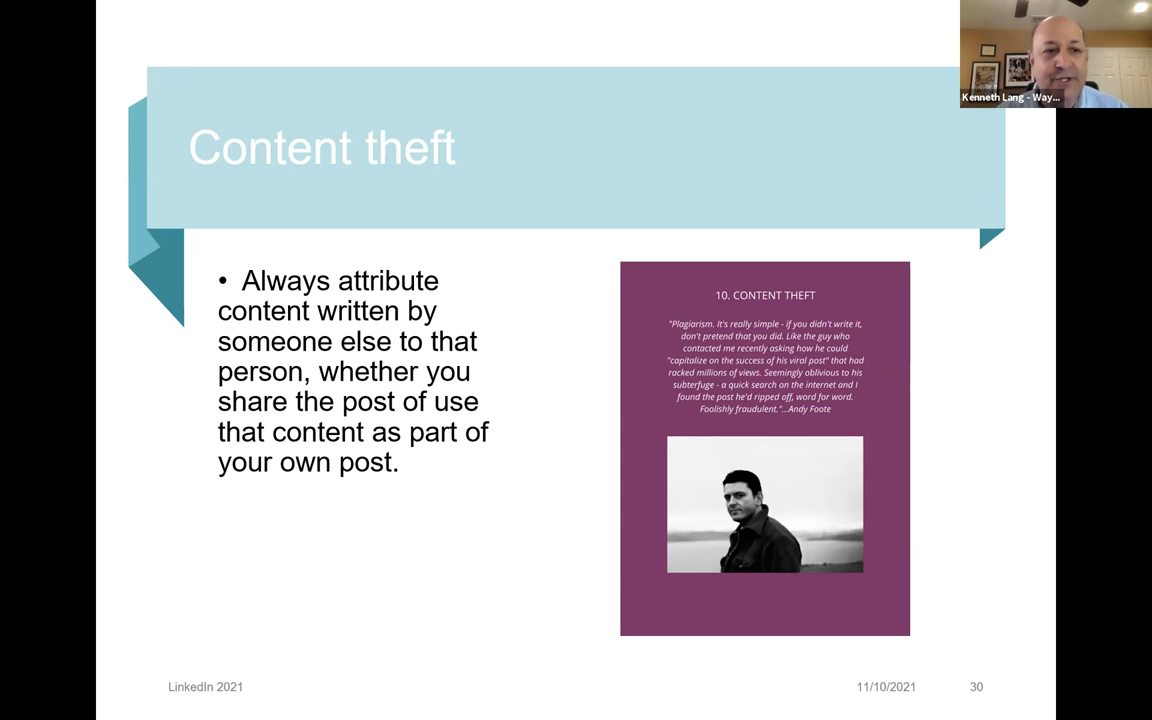 Kenneth Lang - Way...
Content theft
• Always attribute
content written by
someone else to that
person, whether you
share the post of use
that content as part of
your own post.
10. CONTENT THEFT
"Plagiarism. It's really simple - if you didn't write it,
don't pretend that you did. Like the guy who
contacted me recently asking how he could
"capitalize on the success of his viral post" that had
racked millions of views. Seemingly oblivious to his
subterfuge - a quick search on the internet and I
found the post he'd ripped off, word for word.
Foolishly fraudulent."...Andy Foote
LinkedIn 2021
11/10/2021
30